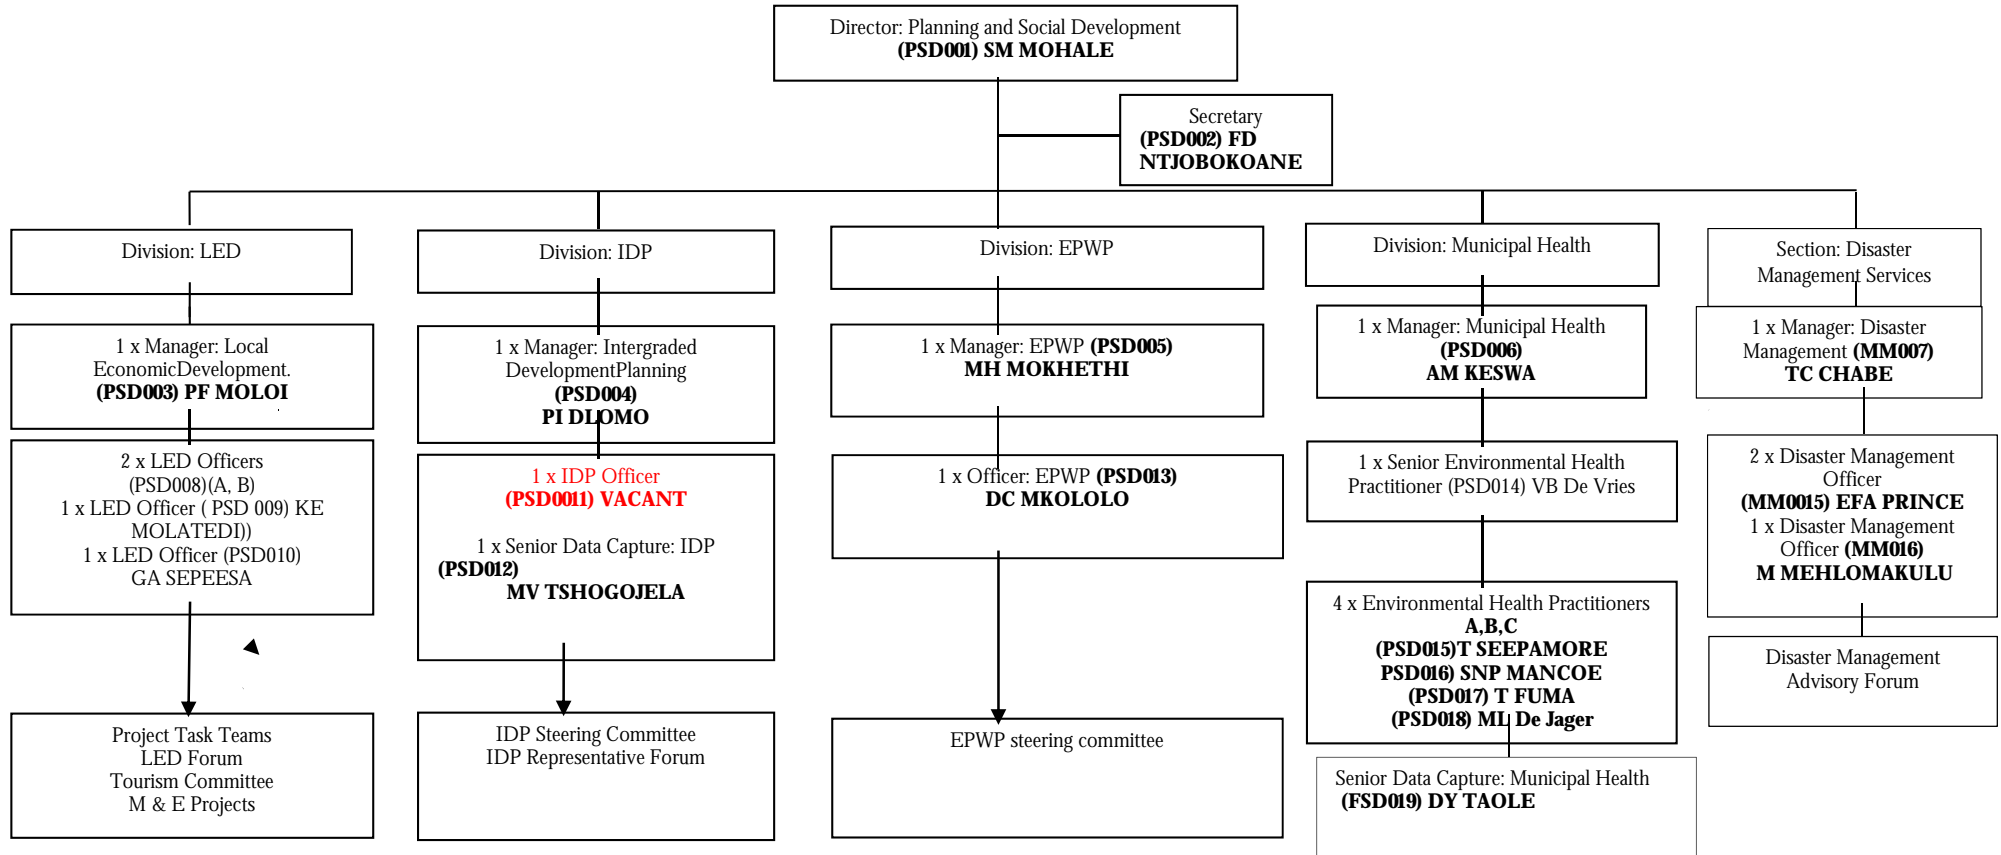 Director: Planning and Social Development
(PSD001) SM MOHALE
Secretary
(PSD002) FD
NTJOBOKOANE
Division: LED
1 x Manager: Local
EconomicDevelopment.
(PSD003) PF MOLOI
2 x LED Officers
(PSD008)(A, B)
1 x LED Officer ( PSD 009) KE
MOLATEDI))
1 x LED Officer (PSD010)
GA SEPEESA
Project Task Teams
LED Forum
Tourism Committee
M & E Projects
Division: IDP
1 x Manager: Intergraded
DevelopmentPlanning
(PSD004)
PI DLOMO
1 x IDP Officer
(PSD0011) VACANT
1 x Senior Data Capture: IDP
(PSD012)
MV TSHOGOJELA
IDP Steering Committee
IDP Representative Forum
Division: EPWP
1 x Manager: EPWP (PSD005)
MH MOKHETHI
1 x Officer: EPWP (PSD013)
DC MKOLOLO
EPWP steering committee
Division: Municipal Health
1 x Manager: Municipal Health
(PSD006)
AM KESWA
1 x Senior Environmental Health
Practitioner (PSD014) VB De Vries
4 x Environmental Health Practitioners
A,B,C
(PSD015)T SEEPAMORE
PSD016) SNP MANCOE
(PSD017) T FUMA
(PSD018) ML De Jager
Senior Data Capture: Municipal Health
(FSD019) DY TAOLE
Section: Disaster
Management Services
1 x Manager: Disaster
Management (MM007)
TC CHABE
2 x Disaster Management
Officer
(MM0015) EFA PRINCE
1 x Disaster Management
Officer (MM016)
M MEHLOMAKULU
Disaster Management
Advisory Forum